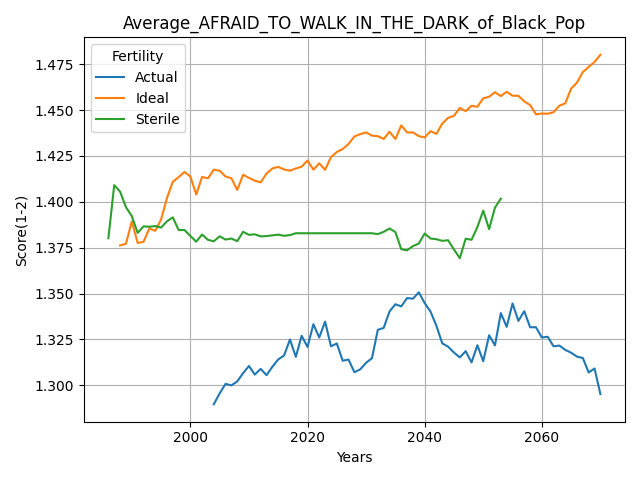 Average_AFRAID_TO_WALK_IN_THE_DARK_of_Black_Pop
Fertility
Actual
Ideal
Sterile
1.475
1.450
1.425
1.400
1.375
1.350
1.325
1.300
Score(1-2)
2000
2020
2040
2060
Years